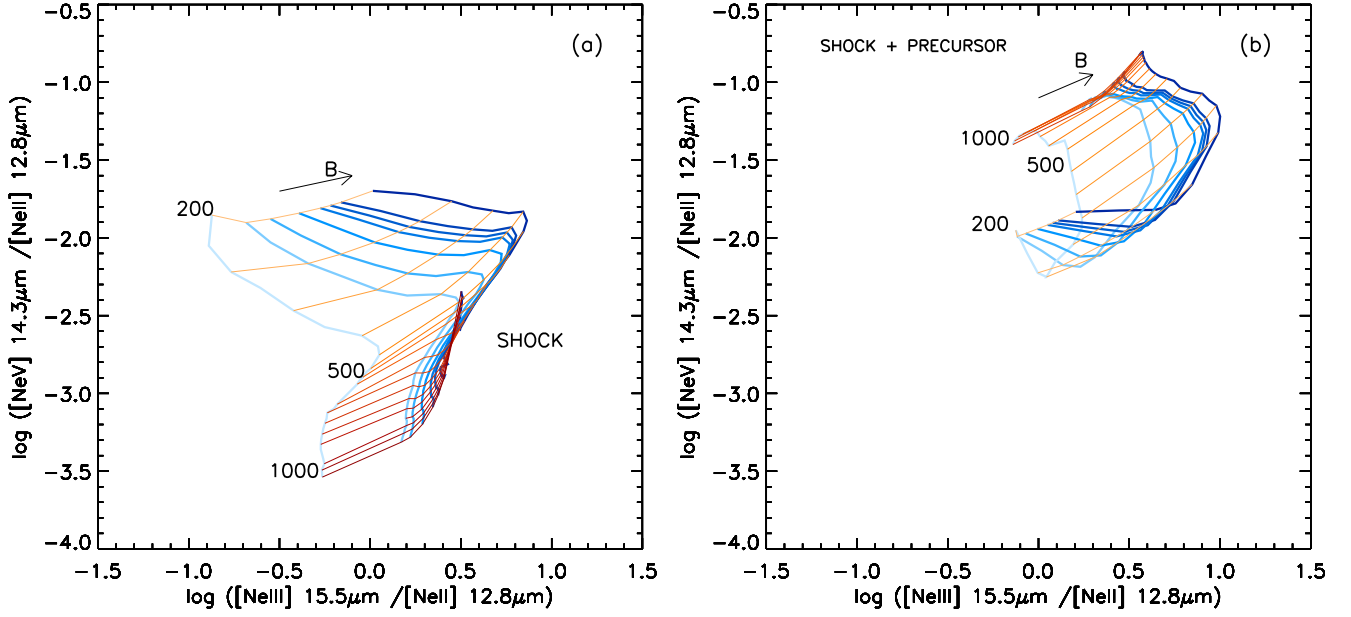 (a)
B
200
SHOCK
500
1000
−0.5
−1.0
−1.5
−2.0
−2.5
−3.0
−3.5
−4.0
−1.5 −1.0 −0.5 0.0 0.5 1.0 1.5
log ([NeIII] 15.5μm /[NeII] 12.8μm)
log ([NeV] 14.3μm /[NeII] 12.8μm)
SHOCK + PRECURSOR
(b)
B
1000
500
200
−0.5
−1.0
−1.5
−2.0
−2.5
−3.0
−3.5
−4.0
−1.5 −1.0 −0.5 0.0 0.5 1.0 1.5
log ([NeIII] 15.5μm /[NeII] 12.8μm)
log ([NeV] 14.3μm /[NeII] 12.8μm)